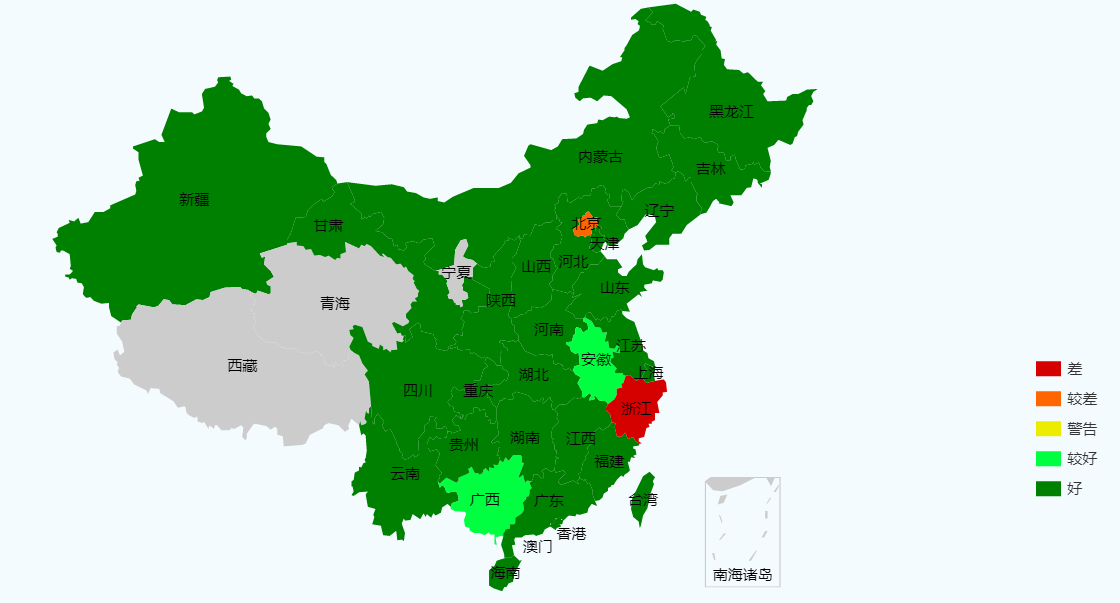 黑龙江
内蒙古
吉林
新疆
辽宁
甘肃
北京
天津
宁夏
山西
河北
山东
青海
陕西
河南
江苏
安徽
西藏
上海
湖北
四川
重庆
浙江
贵州
湖南
江西
福建
云南
广西
广东
台湾
香港
澳门
海南
南海诸岛
差
较差
警告
较好
好